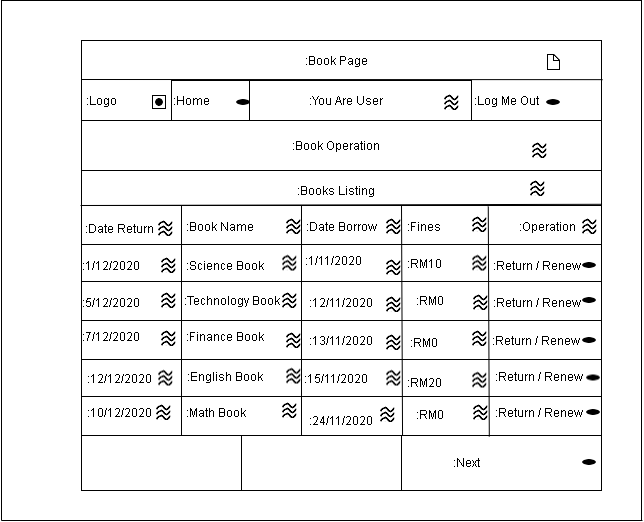 :Book Page
:Logo :Home :You Are User :Log Me Out
:Book Operation
:Books Listing
:Date Return :Book Name :Date Borrow :Fines :Operation
:1/12/2020 :Science Book :1/11/2020 :RM10 :Return / Renew
:5/12/2020 :Technology Book :12/11/2020 :RM0 :Return / Renew
:7/12/2020 :Finance Book :13/11/2020 :RM0 :Return / Renew
:12/12/2020 :English Book :15/11/2020 :RM20 :Return / Renew
:10/12/2020 :Math Book :24/11/2020 :RM0 :Return / Renew
:Next